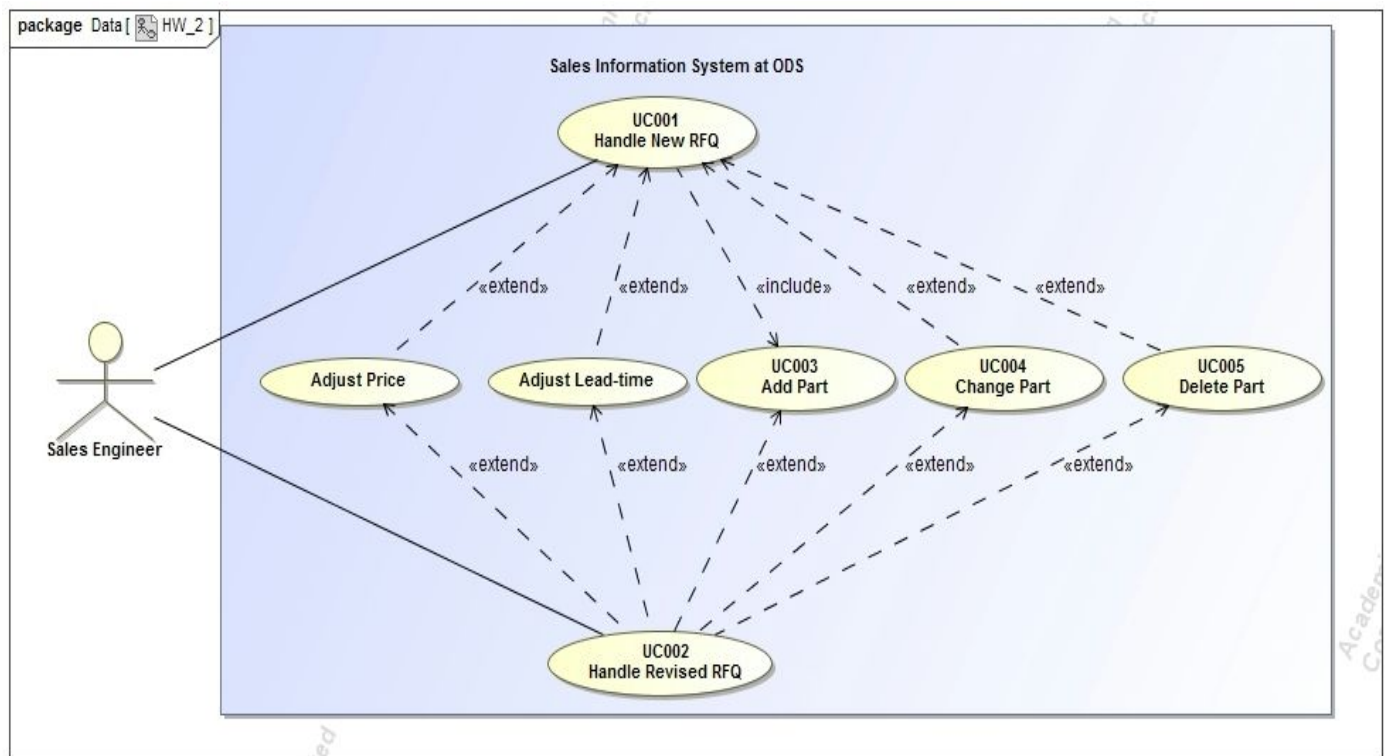 package Data [ HW_2 ]
Sales Information System at ODS
UC001
Handle New RFQ
«extend» «extend» «include» «extend» «extend»
Adjust Price
Adjust Lead-time
UC003
Add Part
UC004
Change Part
UC005
Delete Part
Sales Engineer
«extend» «extend» «extend» «extend» «extend»
UC002
Handle Revised RFQ